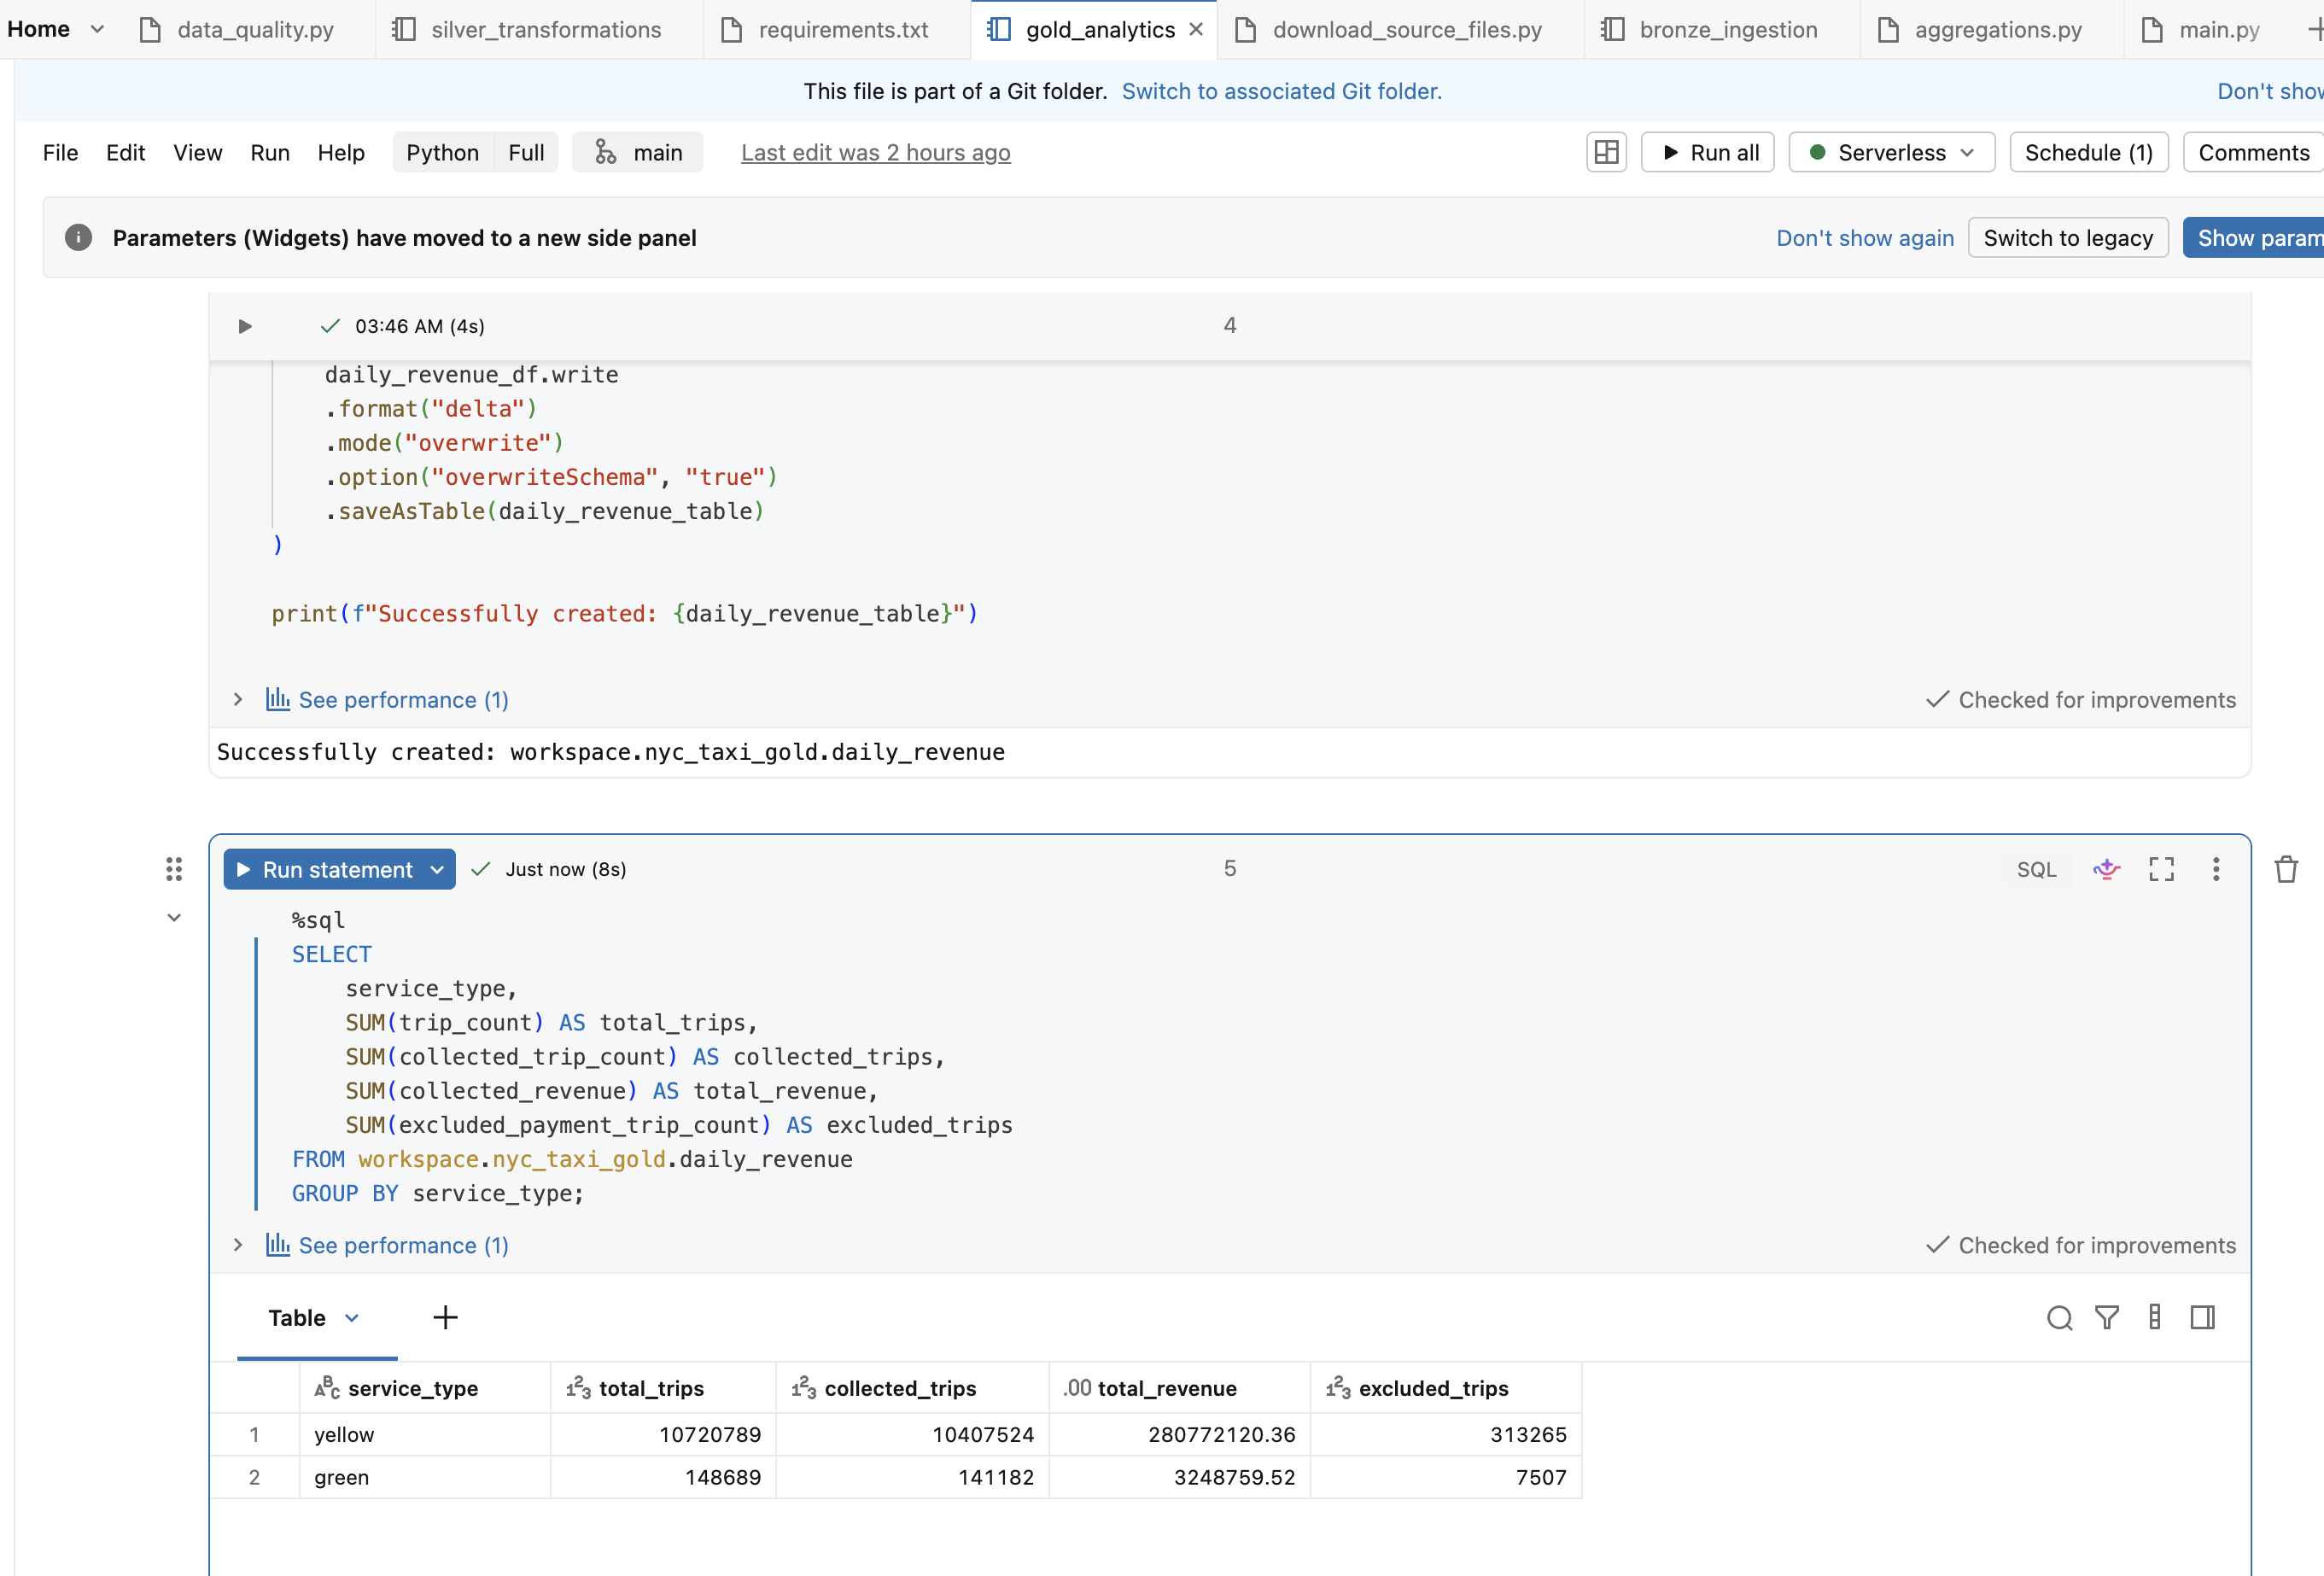 Home data_quality.py silver_transformations requirements.txt gold_analytics download_source_files.py bronze_ingestion aggregations.py main.py
This file is part of a Git folder. Switch to associated Git folder. Don't show
File Edit View Run Help Python Full main Last edit was 2 hours ago Run all Serverless Schedule (1) Comments
Parameters (Widgets) have moved to a new side panel Don't show again Switch to legacy Show param
03:46 AM (4s) 4
daily_revenue_df.write
.format("delta")
.mode("overwrite")
.option("overwriteSchema", "true")
.saveAsTable(daily_revenue_table)
)
print(f"Successfully created: {daily_revenue_table}")
See performance (1) Checked for improvements
Successfully created: workspace.nyc_taxi_gold.daily_revenue
Run statement Just now (8s) 5 SQL
%sql
SELECT
service_type,
SUM(trip_count) AS total_trips,
SUM(collected_trip_count) AS collected_trips,
SUM(collected_revenue) AS total_revenue,
SUM(excluded_payment_trip_count) AS excluded_trips
FROM workspace.nyc_taxi_gold.daily_revenue
GROUP BY service_type;
See performance (1) Checked for improvements
Table
service_type total_trips collected_trips .00 total_revenue excluded_trips
1 yellow 10720789 10407524 280772120.36 313265
2 green 148689 141182 3248759.52 7507